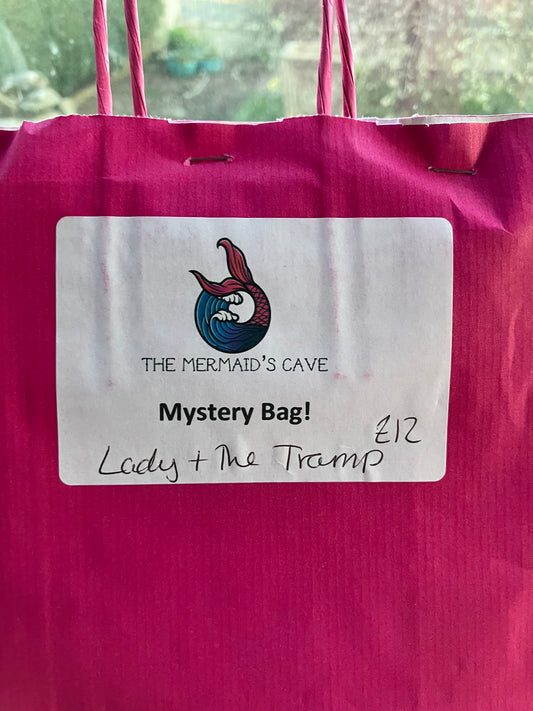 THE MERMAID'S CAVE
Mystery Bag!
£12
Lady + The Tramp